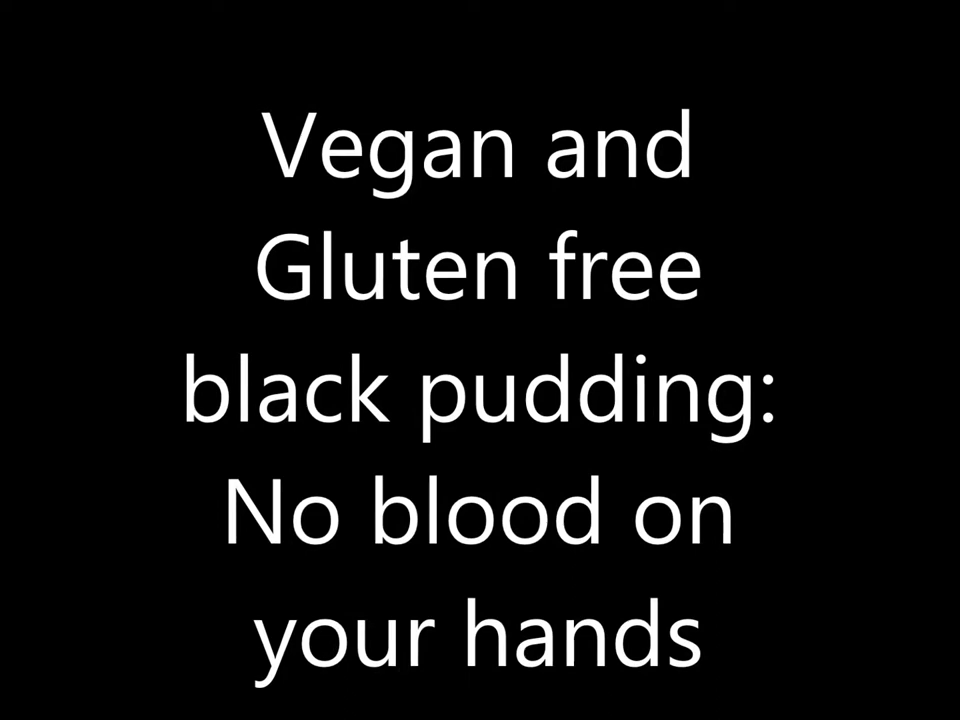 Vegan and
Gluten free
black pudding:
No blood on
your hands